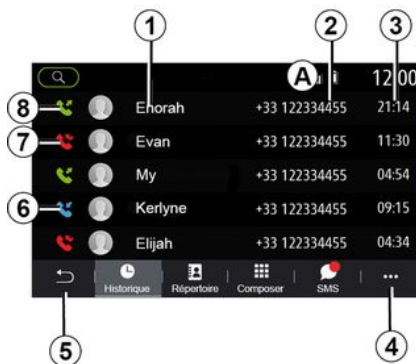 1
2
3
A
12:00
8
Enorah
+33 122334455
21:14
7
Evan
+33 122334455
11:30
My
+33 122334455
04:54
6
Kerlyne
+33 122334455
09:15
Elijah
+33 122334455
04:34
Historique
Répertoire
Composer
SMS
5
4